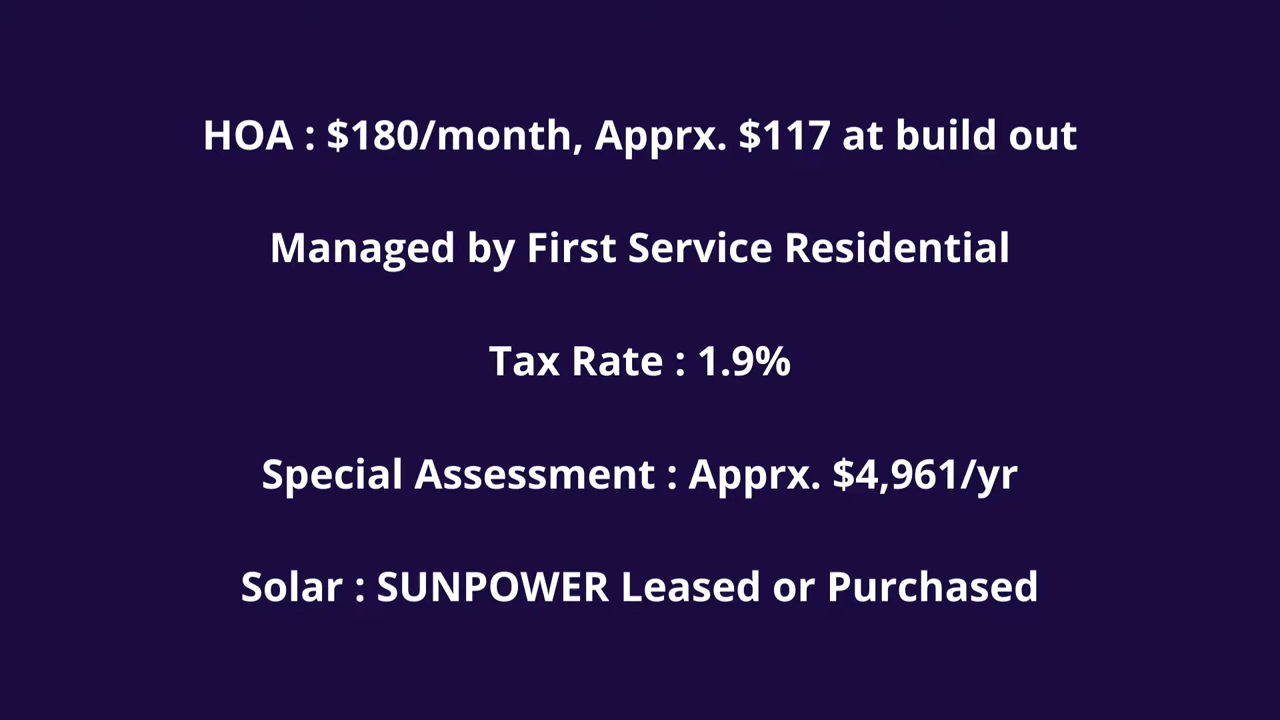 HOA : $180/month, Apprx. $117 at build out
Managed by First Service Residential
Tax Rate : 1.9%
Special Assessment : Apprx. $4,961/yr
Solar : SUNPOWER Leased or Purchased